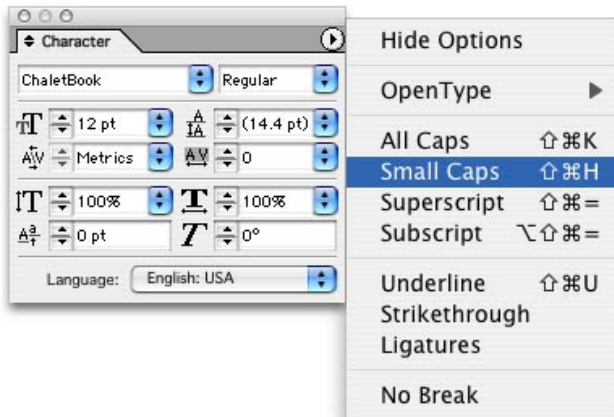 Character
ChaletBook Regular
12 pt (14.4 pt)
Metrics 0
100% 100%
0 pt 0°
Language: English: USA
Hide Options
OpenType
All Caps ⇧⌘K
Small Caps ⇧⌘H
Superscript ⇧⌘=
Subscript ⌥⇧⌘=
Underline ⇧⌘U
Strikethrough
Ligatures
No Break